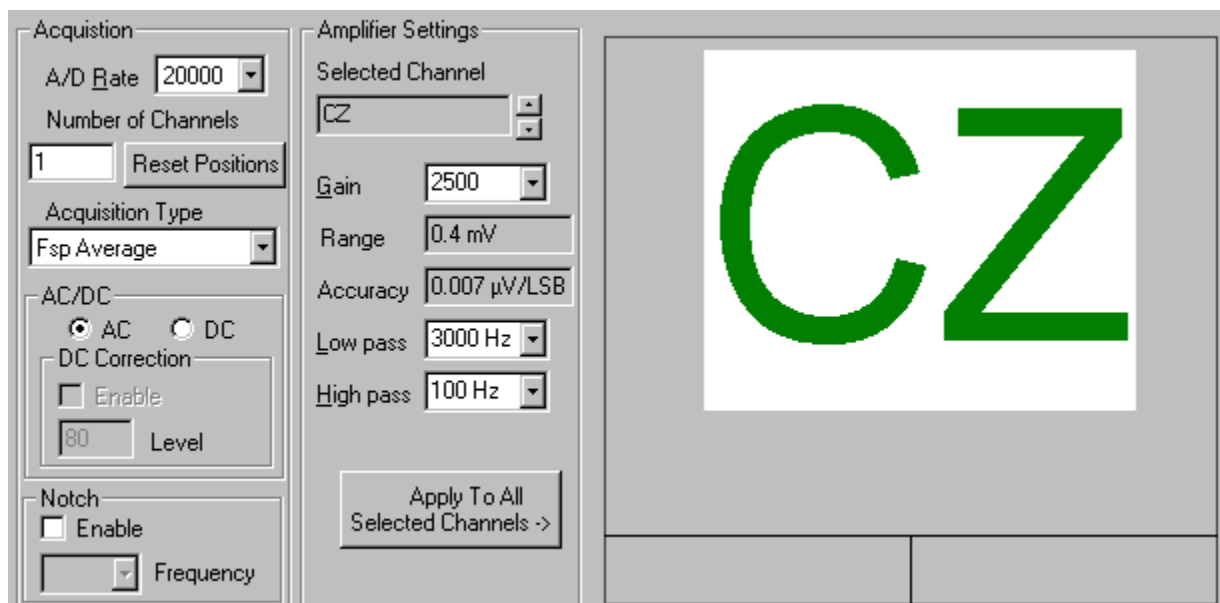 Acquistion
A/D Rate 20000
Number of Channels
1 Reset Positions
Acquisition Type
Fsp Average
AC/DC
AC DC
DC Correction
Enable
80 Level
Notch
Enable
Frequency
Amplifier Settings
Selected Channel
CZ
Gain 2500
Range 0.4 mV
Accuracy 0.007 µV/LSB
Low pass 3000 Hz
High pass 100 Hz
Apply To All
Selected Channels ->
CZ